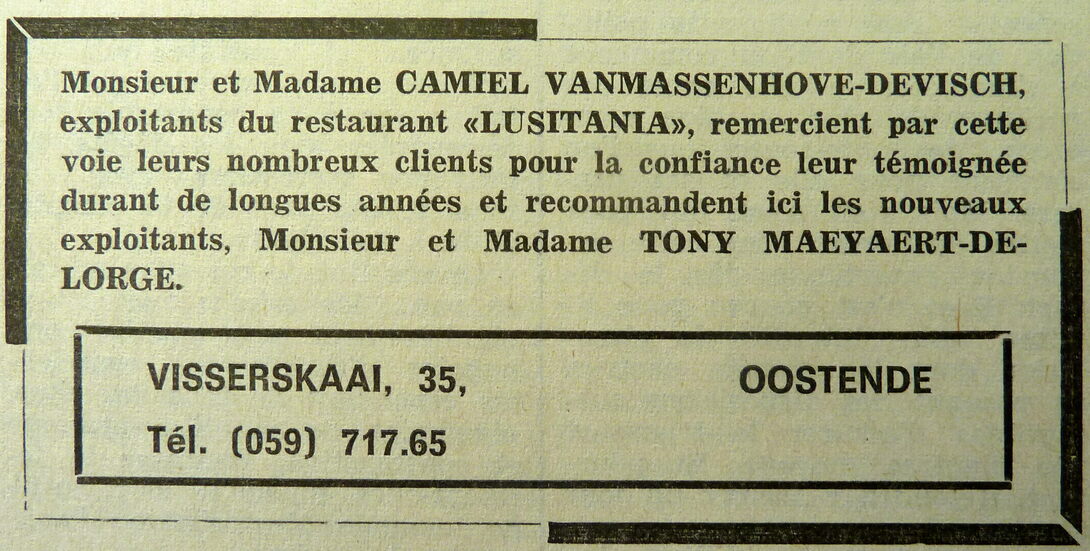 Monsieur et Madame CAMIEL VANMASSENHOVE-DEVISCH,
exploitants du restaurant «LUSITANIA», remercient par cette
voie leurs nombreux clients pour la confiance leur témoignée
durant de longues années et recommandent ici les nouveaux
exploitants, Monsieur et Madame TONY MAEYAERT-DE-
LORGE.
VISSERSKAAI, 35, OOSTENDE
Tél. (059) 717.65